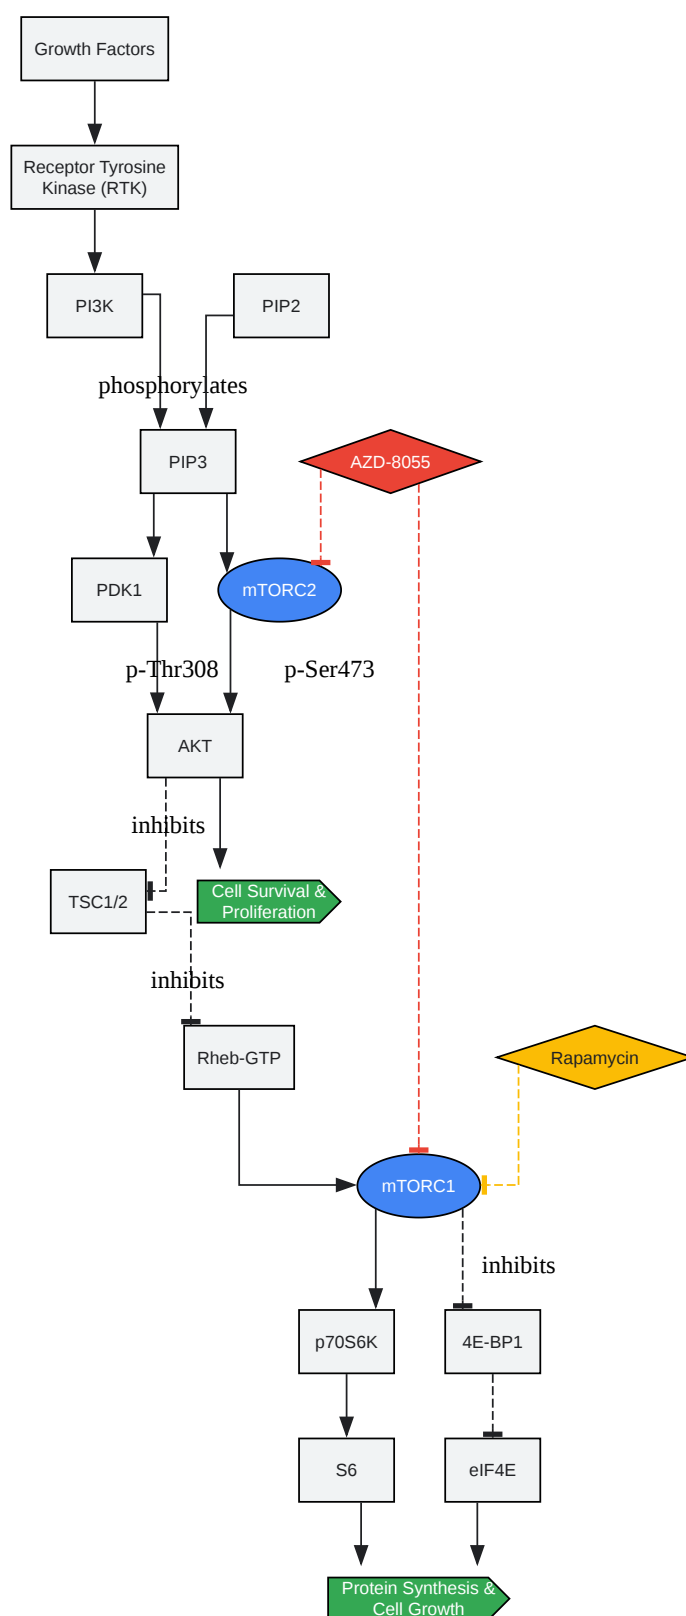 Growth Factors
Receptor Tyrosine
Kinase (RTK)
PI3K
PIP2
phosphorylates
PIP3
AZD-8055
PDK1
mTORC2
p-Thr308
p-Ser473
AKT
inhibits
TSC1/2
Cell Survival &
Proliferation
inhibits
Rheb-GTP
Rapamycin
mTORC1
inhibits
p70S6K
4E-BP1
S6
eIF4E
Protein Synthesis &
Cell Growth